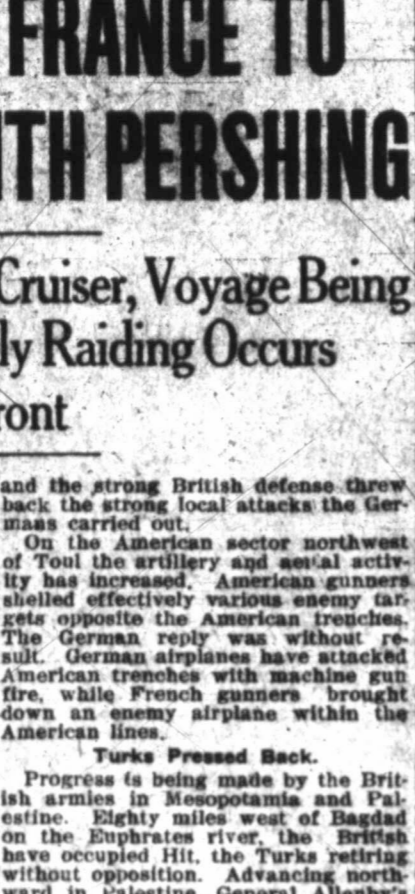 FRANCE TO
ITH PERSHING
Cruiser, Voyage Being
ly Raiding Occurs
ront
and the strong British defense threw
back the strong local attacks the Ger-
mans carried out.
On the American sector northwest
of Toul the artillery and aerial activ-
ity has increased. American gunners
shelled effectively various enemy tar-
gets opposite the American trenches.
The German reply was without re-
sult. German airplanes have attacked
American trenches with machine gun
fire, while French gunners brought
down an enemy airplane within the
American lines.
Turks Pressed Back.
Progress is being made by the Brit-
ish armies in Mesopotamia and Pal-
estine. Eighty miles west of Bagdad
on the Euphrates river, the British
have occupied Hit, the Turks retiring
without opposition. Advancing north-
ward in Palestine, General